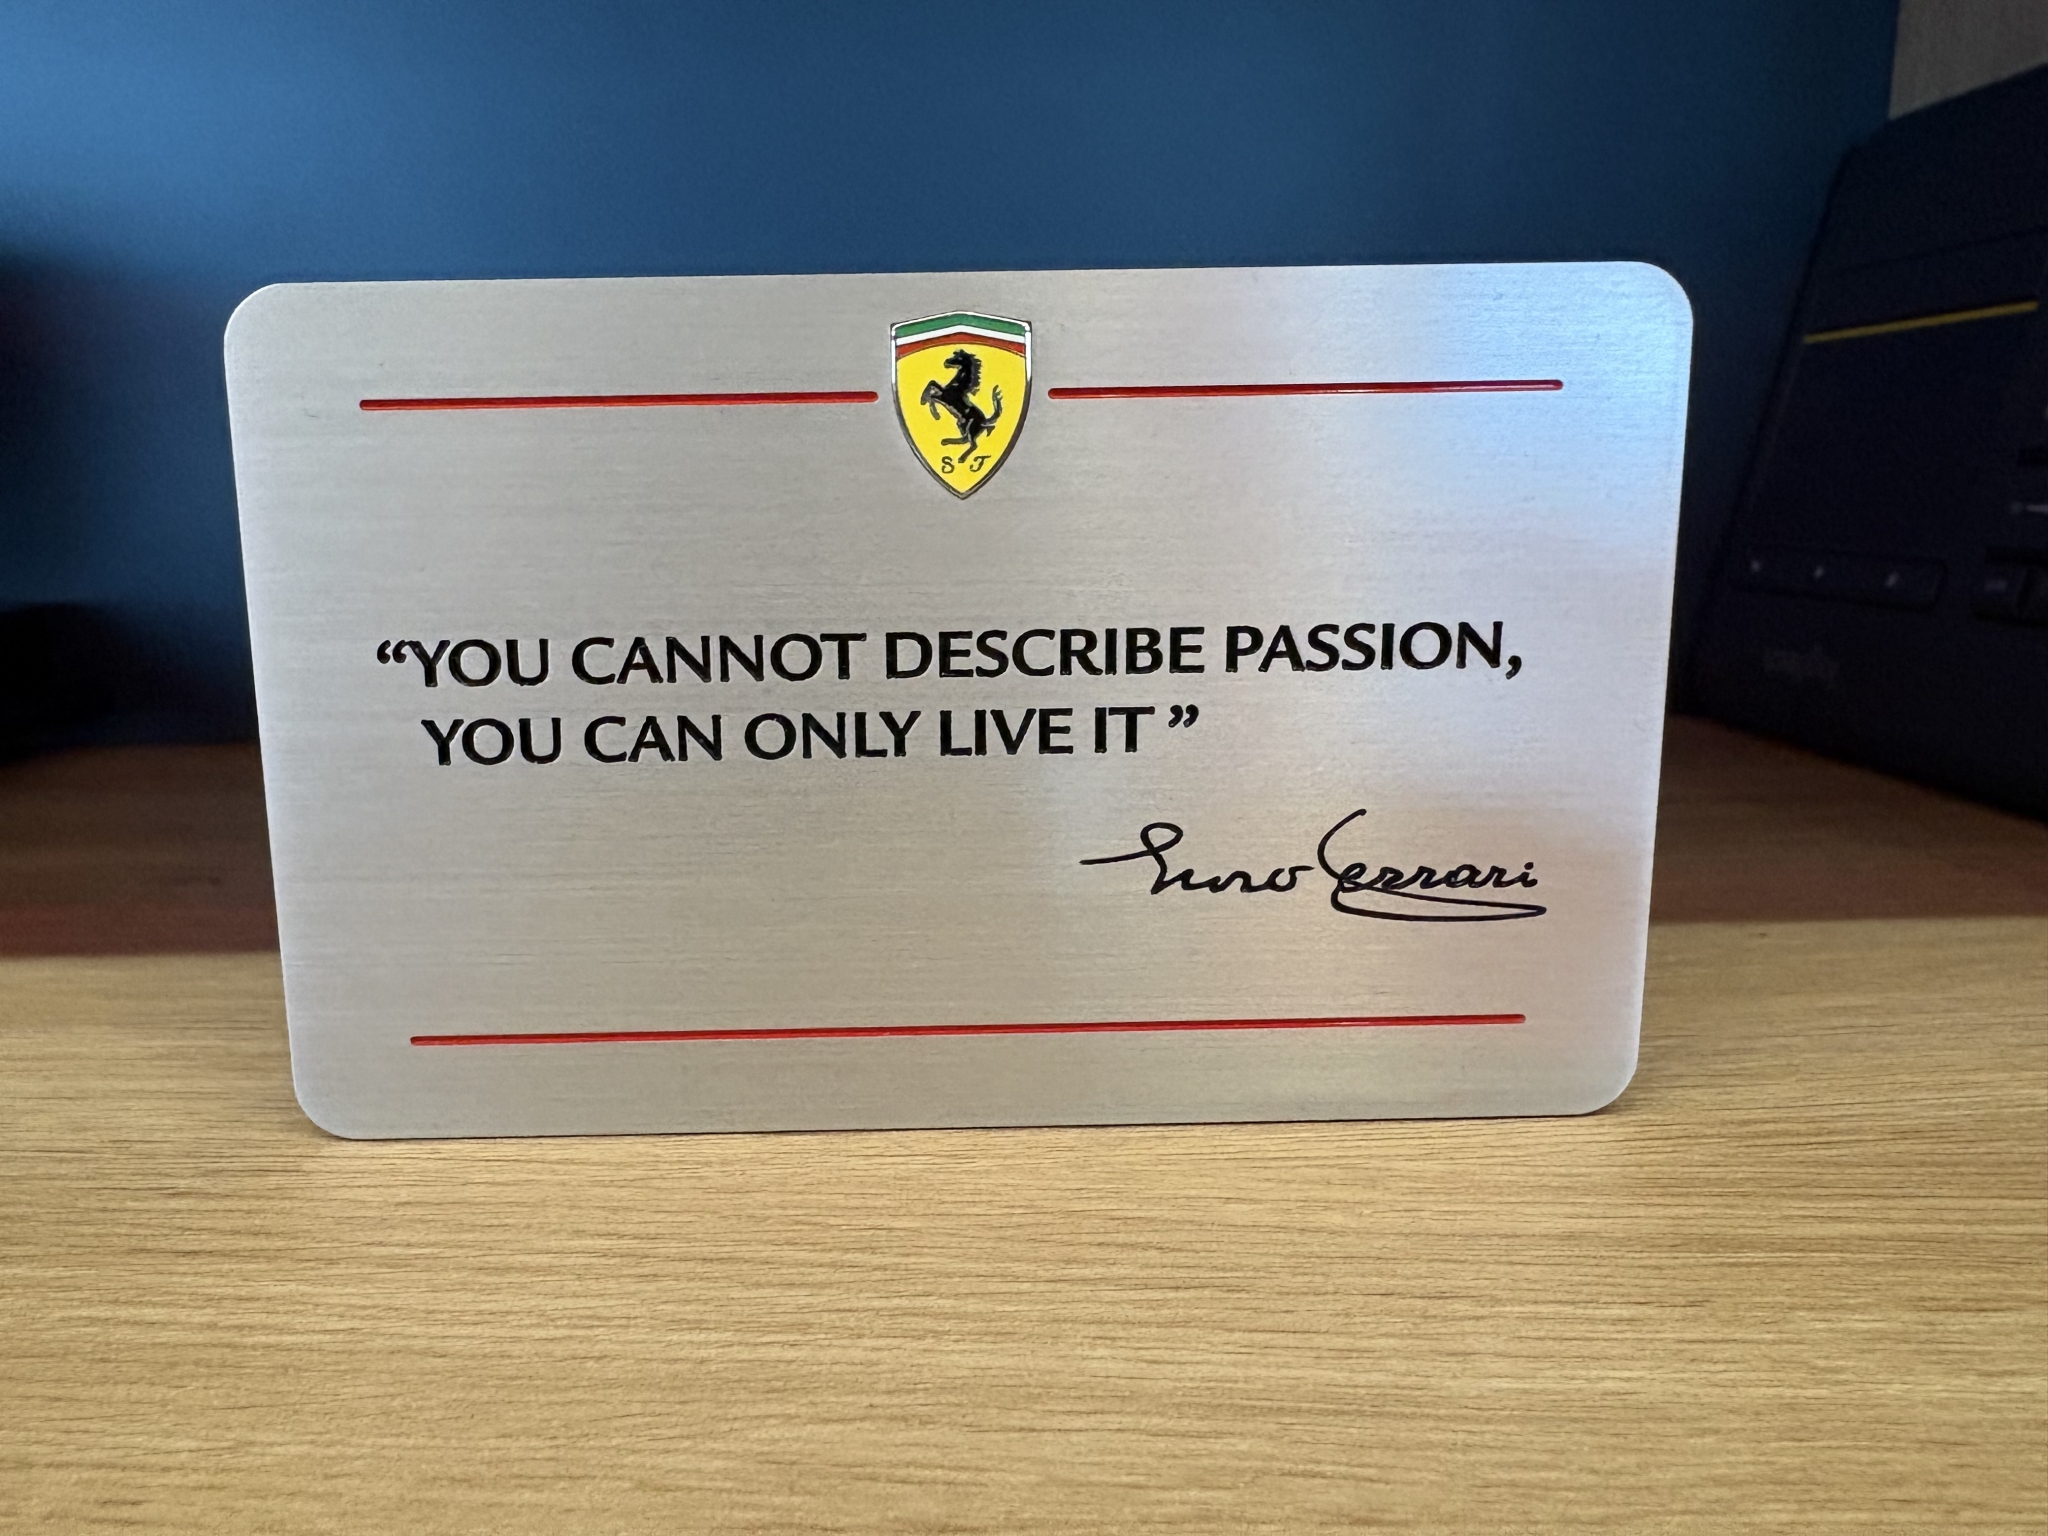 S F
“YOU CANNOT DESCRIBE PASSION,
YOU CAN ONLY LIVE IT”
Enzo Ferrari